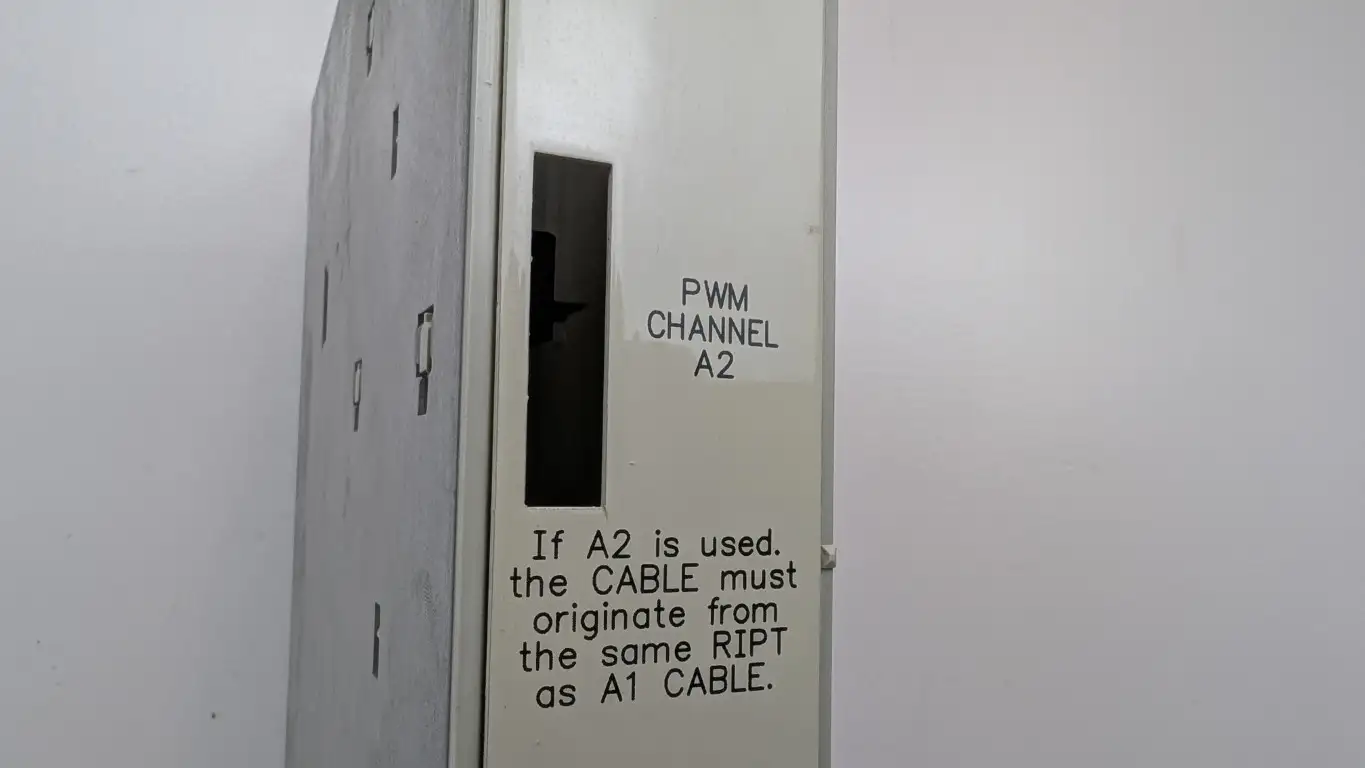 PWM
CHANNEL
A2
If A2 is used.
the CABLE must
originate from
the same RIPT
as A1 CABLE.